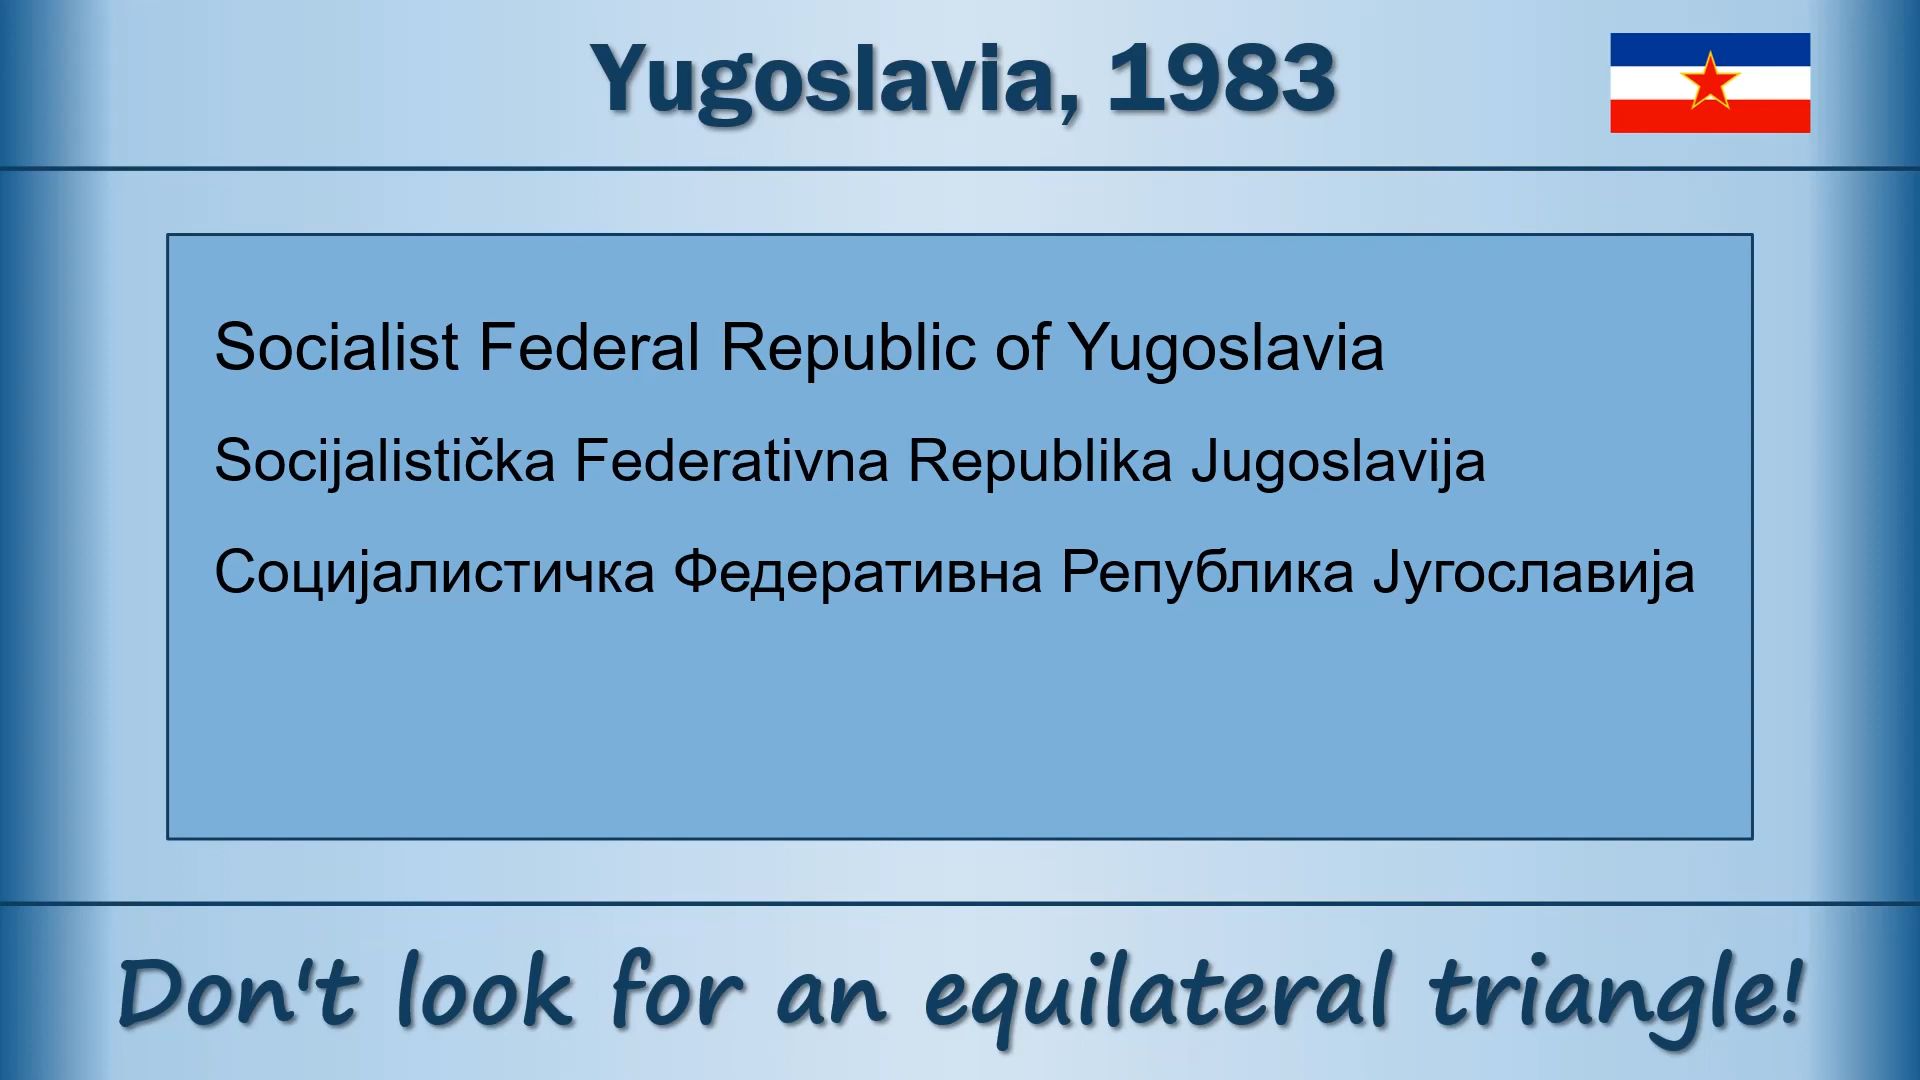 Yugoslavia, 1983
Socialist Federal Republic of Yugoslavia
Socijalistička Federativna Republika Jugoslavija
Социјалистичка Федеративна Република Југославија
Don't look for an equilateral triangle!